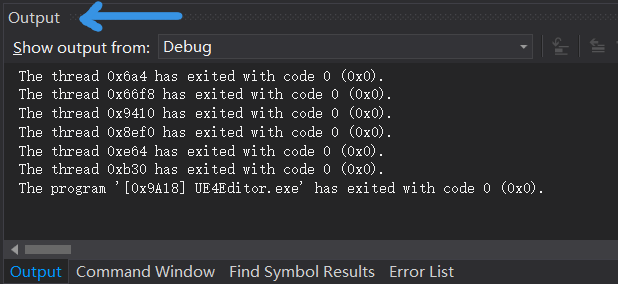 Output
Show output from: Debug
The thread 0x6a4 has exited with code 0 (0x0).
The thread 0x66f8 has exited with code 0 (0x0).
The thread 0x9410 has exited with code 0 (0x0).
The thread 0x8ef0 has exited with code 0 (0x0).
The thread 0xe64 has exited with code 0 (0x0).
The thread 0xb30 has exited with code 0 (0x0).
The program '[0x9A18] UE4Editor.exe' has exited with code 0 (0x0).
Output Command Window Find Symbol Results Error List